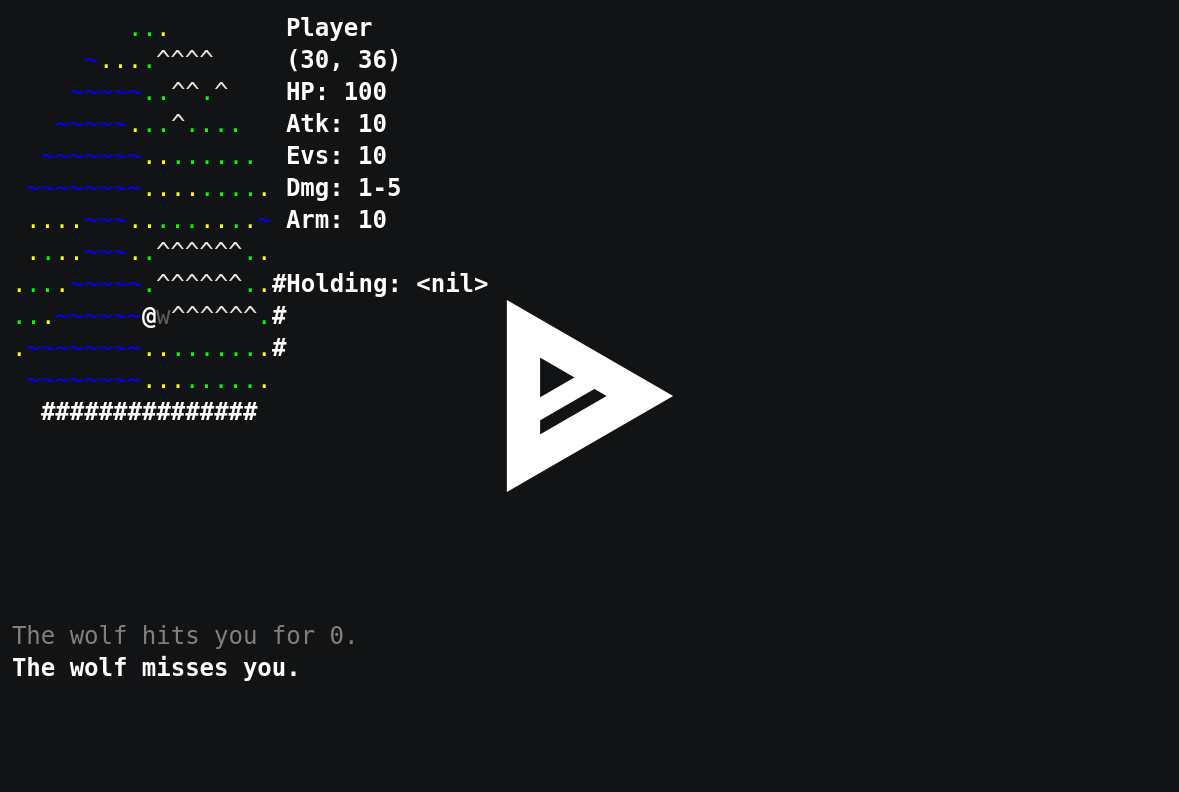 ...        Player
     ~....^^^^     (30, 36)
    ~~~~~..^^.^    HP: 100
   ~~~~~...^....   Atk: 10
  ~~~~~~~........  Evs: 10
 ~~~~~~~~......... Dmg: 1-5
 ....~~~.........~ Arm: 10
 ....~~~..^^^^^^..
....~~~~~.^^^^^^..#Holding: <nil>
...~~~~~~@w^^^^^^.#
.~~~~~~~~.........#
 ~~~~~~~~.........
  ###############
The wolf hits you for 0.
The wolf misses you.